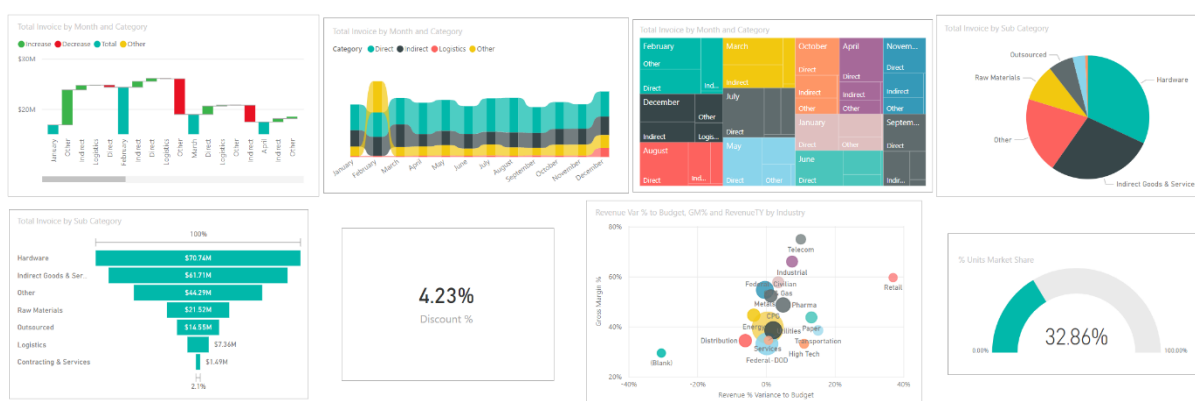 Total Invoice by Month and Category
Increase Decrease Total Other
$30M
$20M
January
Other
Indirect
Logistics
Direct
February
Indirect
Direct
Logistics
Other
March
Direct
Logistics
Other
Indirect
April
Direct
Indirect
Other
Total Invoice by Month and Category
Category Direct Indirect Logistics Other
January
February
March
April
May
June
July
August
September
October
November
December
Total Invoice by Month and Category
February
Other
Direct
Ind...
December
Other
Indirect
Logis...
August
Direct
Ind...
March
Indirect
July
Direct
May
Direct
Other
October
Direct
Indirect
Other
January
Direct
Other
June
Direct
April
Direct
Indirect
Other
Novem...
Direct
Indirect
Other
Septem...
Direct
Indir...
Total Invoice by Sub Category
Outsourced
Raw Materials
Other
Hardware
Indirect Goods & Service
Total Invoice by Sub Category
100%
Hardware $70.74M
Indirect Goods & Ser... $61.71M
Other $44.29M
Raw Materials $21.52M
Outsourced $14.55M
Logistics $7.36M
Contracting & Services $1.49M
2.1%
4.23%
Discount %
Revenue Var % to Budget, GM% and RevenueTY by Industry
Gross Margin %
80%
60%
40%
20%
Telecom
Industrial
Federal-Civilian
Gas
Retail
Metals
Pharma
CPG
Energy
Utilities
Paper
Distribution
Transportation
Services
High Tech
(Blank)
Federal-DOD
-40% -20% 0% 20% 40%
Revenue % Variance to Budget
% Units Market Share
32.86%
0.00%
100.00%